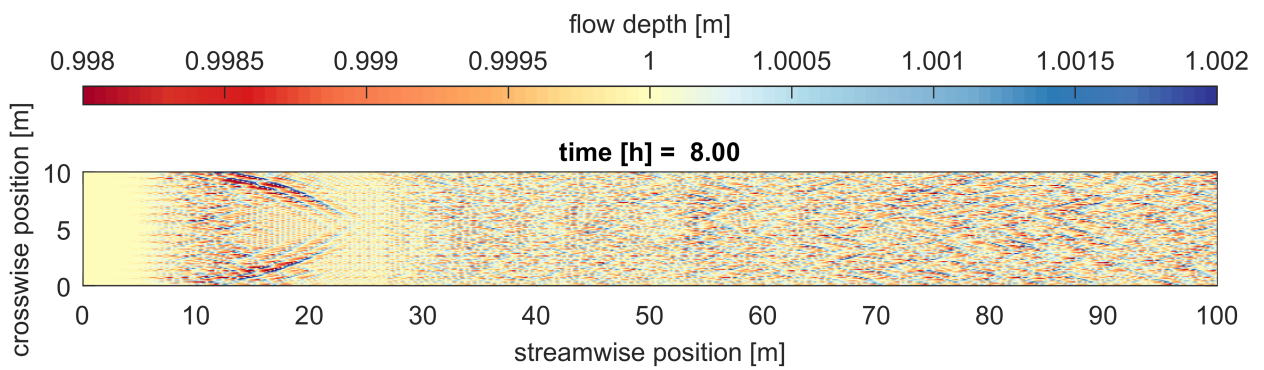 flow depth [m]
0.998 0.9985 0.999 0.9995 1 1.0005 1.001 1.0015 1.002
time [h] = 8.00
crosswise position [m]
10
5
0
0 10 20 30 40 50 60 70 80 90 100
streamwise position [m]